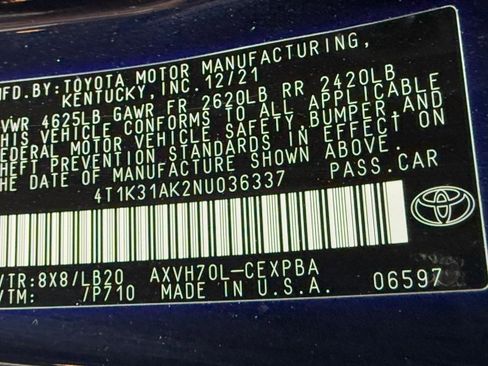 MFD.BY:TOYOTA MOTOR MANUFACTURING,
KENTUCKY,INC.12/21
VWR 4625LB GAWR FR 2620LB RR 2420LB
THIS VEHICLE CONFORMS TO ALL APPLICABLE
FEDERAL MOTOR VEHICLE SAFETY,BUMPER,AND
THEFT PREVENTION STANDARDS IN EFFECT ON
THE DATE OF MANUFACTURE SHOWN ABOVE.
4T1K31AK2NU036337 PASS.CAR
/TR:8X8/LB20 AXVH70L-CEXPBA
/TM: /P710 MADE IN U.S.A. 06597